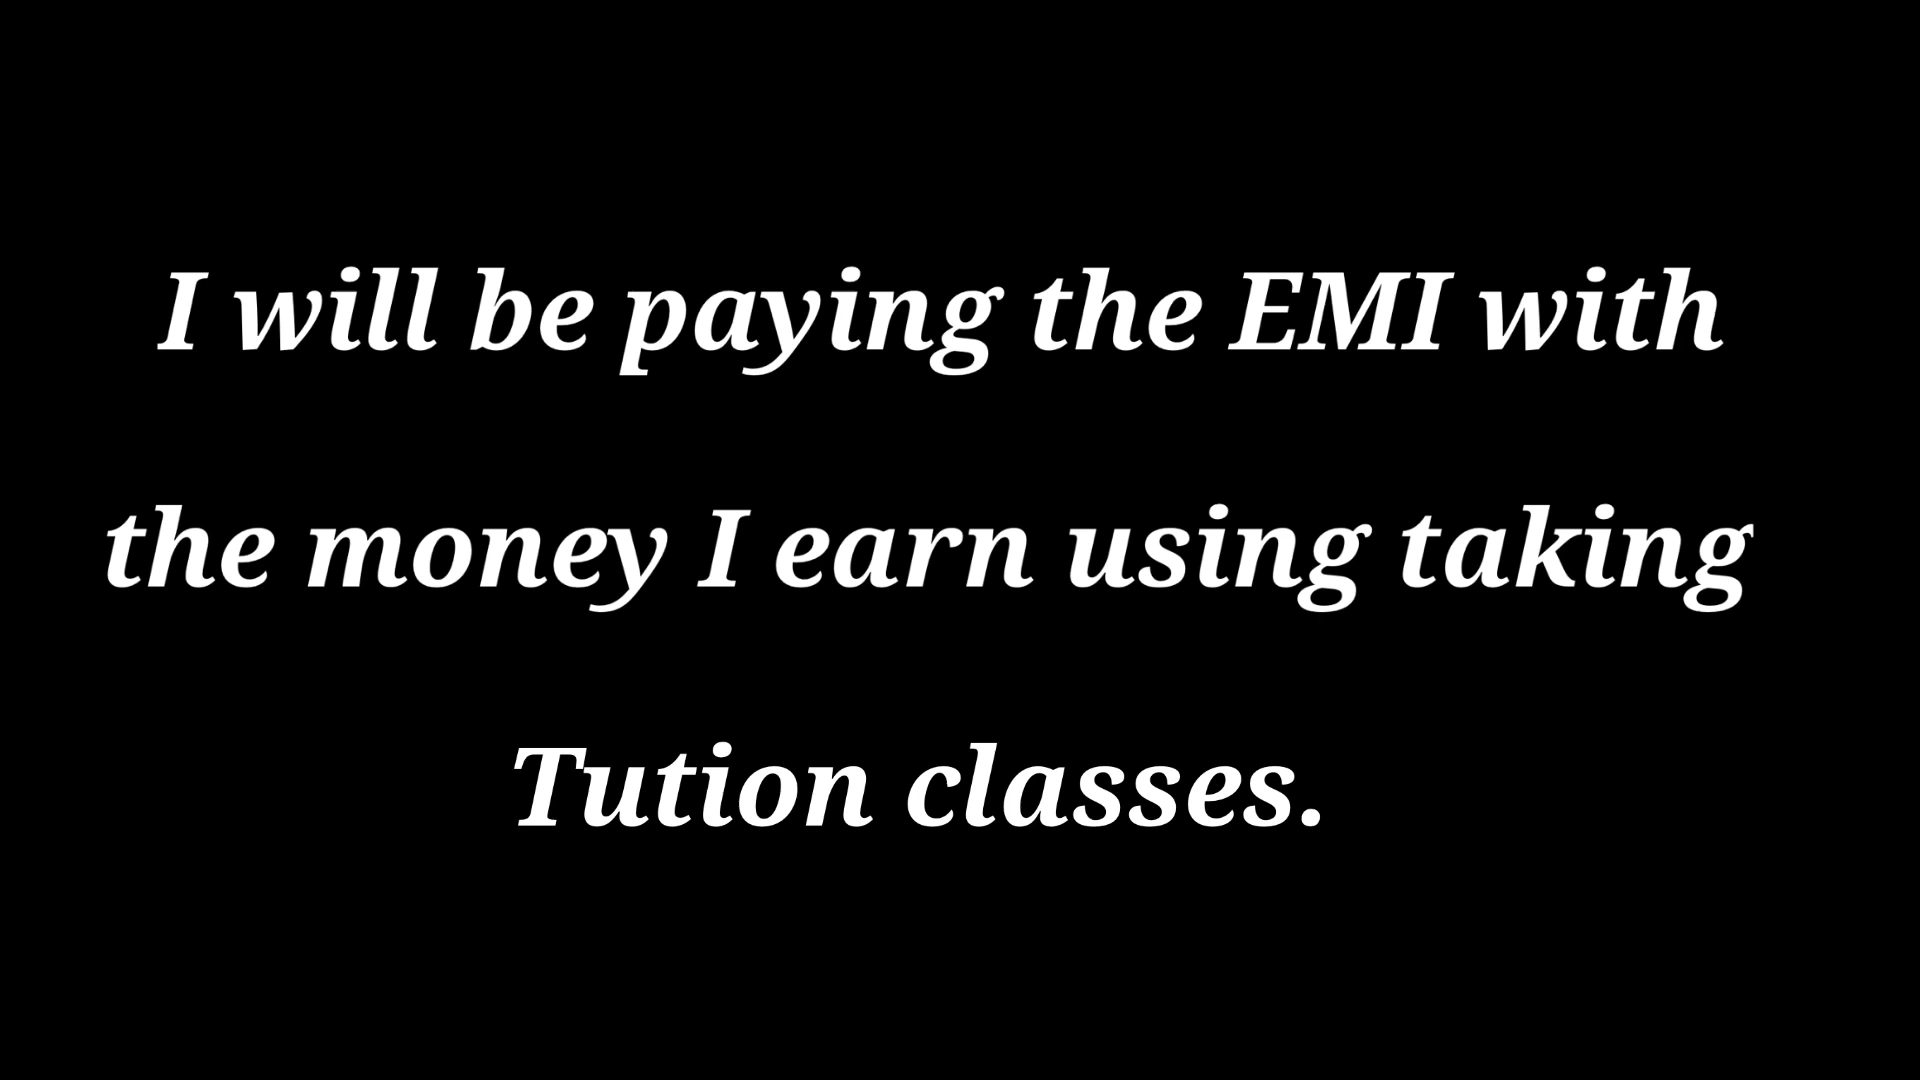 I will be paying the EMI with
the money I earn using taking
Tution classes.